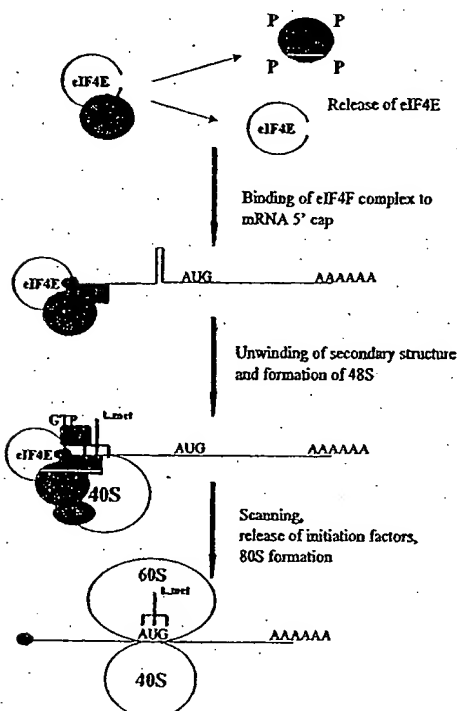 P P
eIF4E
P P
Release of eIF4E
eIF4E
Binding of eIF4F complex to
mRNA 5' cap
eIF4E
AUG AAAAAA
Unwinding of secondary structure
and formation of 48S
GTP t-met
eIF4E
AUG AAAAAA
40S
Scanning,
release of initiation factors,
80S formation
60S
t-met
AUG AAAAAA
40S